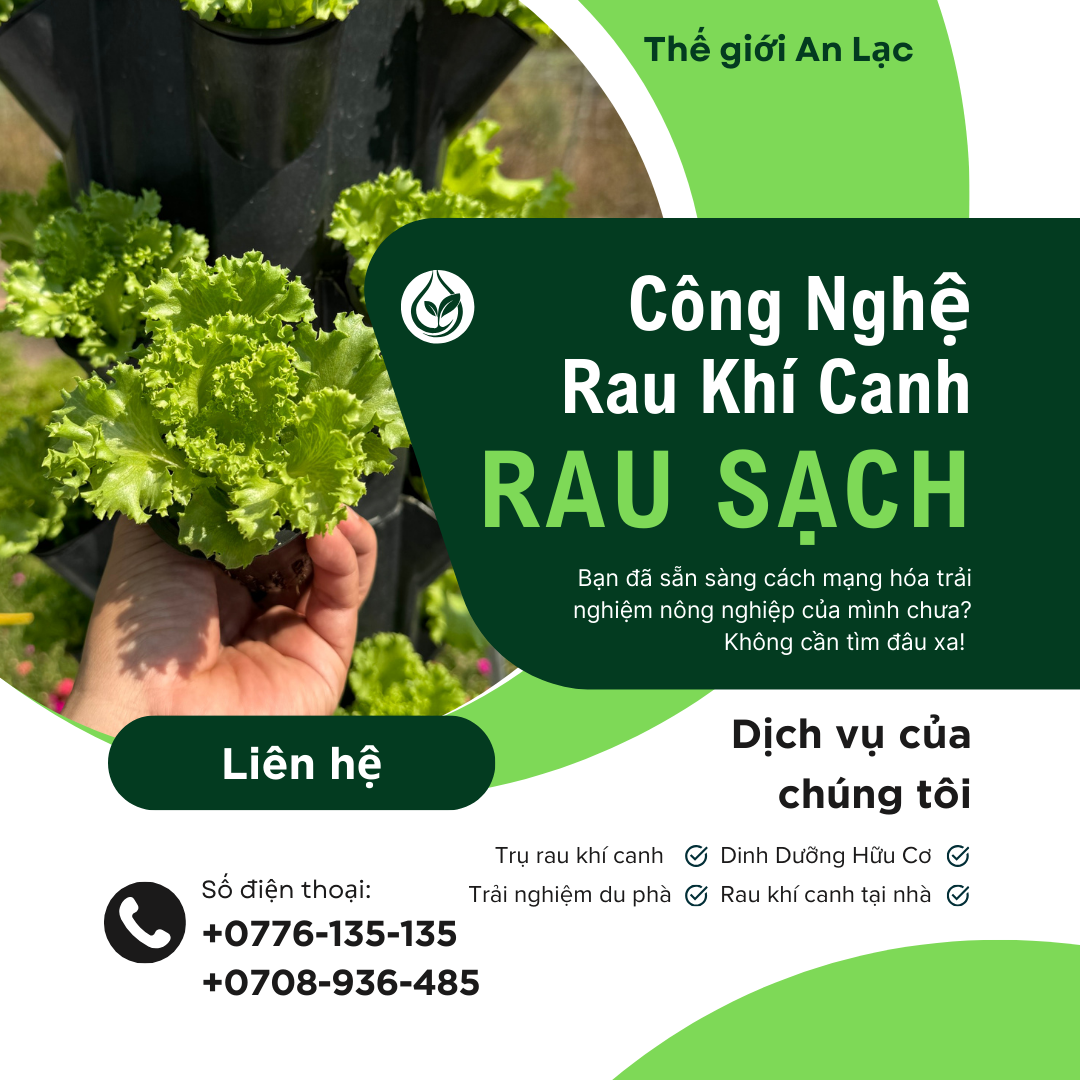 Thế giới An Lạc
Công Nghệ
Rau Khí Canh
RAU SẠCH
Bạn đã sẵn sàng cách mạng hóa trải
nghiệm nông nghiệp của mình chưa?
Không cần tìm đâu xa!
Liên hệ
Dịch vụ của
chúng tôi
Trụ rau khí canh
Dinh Dưỡng Hữu Cơ
Trải nghiệm du phà
Rau khí canh tại nhà
Số điện thoại:
+0776-135-135
+0708-936-485